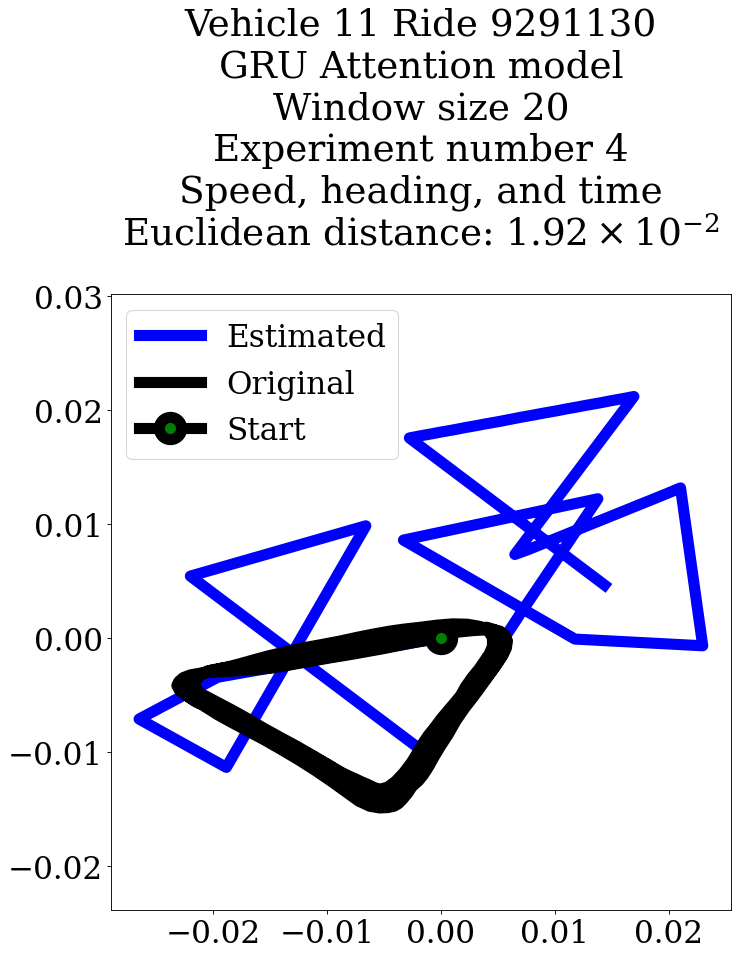 Vehicle 11 Ride 9291130
GRU Attention model
Window size 20
Experiment number 4
Speed, heading, and time
Euclidean distance: 1.92 × 10⁻²
0.03
0.02
0.01
0.00
−0.01
−0.02
Estimated
Original
Start
−0.02 −0.01 0.00 0.01 0.02